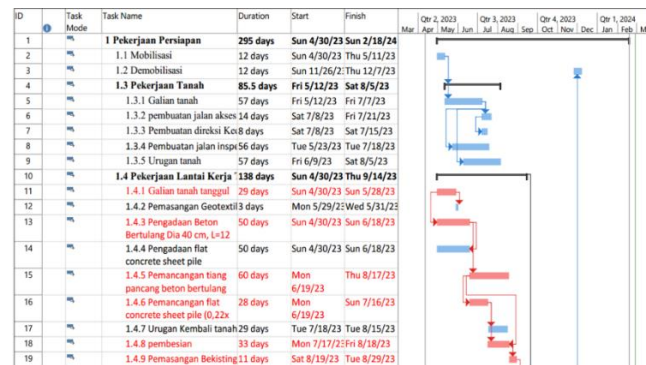 ID Task Mode Task Name Duration Start Finish Qtr 2, 2023 Qtr 3, 2023 Qtr 4, 2023 Qtr 1, 2024
Mar Apr May Jun Jul Aug Sep Oct Nov Dec Jan Feb M
1 1 Pekerjaan Persiapan 295 days Sun 4/30/23 Sun 2/18/24
2 1.1 Mobilisasi 12 days Sun 4/30/23 Thu 5/11/23
3 1.2 Demobilisasi 12 days Sun 11/26/2 Thu 12/7/23
4 1.3 Pekerjaan Tanah 85.5 days Fri 5/12/23 Sat 8/5/23
5 1.3.1 Galian tanah 57 days Fri 5/12/23 Fri 7/7/23
6 1.3.2 pembuatan jalan akses 14 days Sat 7/8/23 Fri 7/21/23
7 1.3.3 Pembuatan direksi Kee 8 days Sat 7/8/23 Sat 7/15/23
8 1.3.4 Pembuatan jalan inspe 56 days Tue 5/23/23 Tue 7/18/23
9 1.3.5 Urugan tanah 57 days Fri 6/9/23 Sat 8/5/23
10 1.4 Pekerjaan Lantai Kerja 138 days Sun 4/30/23 Thu 9/14/23
11 1.4.1 Galian tanah tanggul 29 days Sun 4/30/23 Sun 5/28/23
12 1.4.2 Pemasangan Geotextil 3 days Mon 5/29/2 Wed 5/31/2
13 1.4.3 Pengadaan Beton 50 days Sun 4/30/23 Sun 6/18/23
Bertulang Dia 40 cm, L=12
14 1.4.4 Pengadaan flat 50 days Sun 4/30/23 Sun 6/18/23
concrete sheet pile
15 1.4.5 Pemancangan tiang 60 days Mon Thu 8/17/23
pancang beton bertulang 6/19/23
16 1.4.6 Pemancangan flat 28 days Mon Sun 7/16/23
concrete sheet pile (0,22x 6/19/23
17 1.4.7 Urugan Kembali tanah 29 days Tue 7/18/23 Tue 8/15/23
18 1.4.8 pembesian 33 days Mon 7/17/2 Fri 8/18/23
19 1.4.9 Pemasangan Bekisting 11 days Sat 8/19/23 Tue 8/29/23